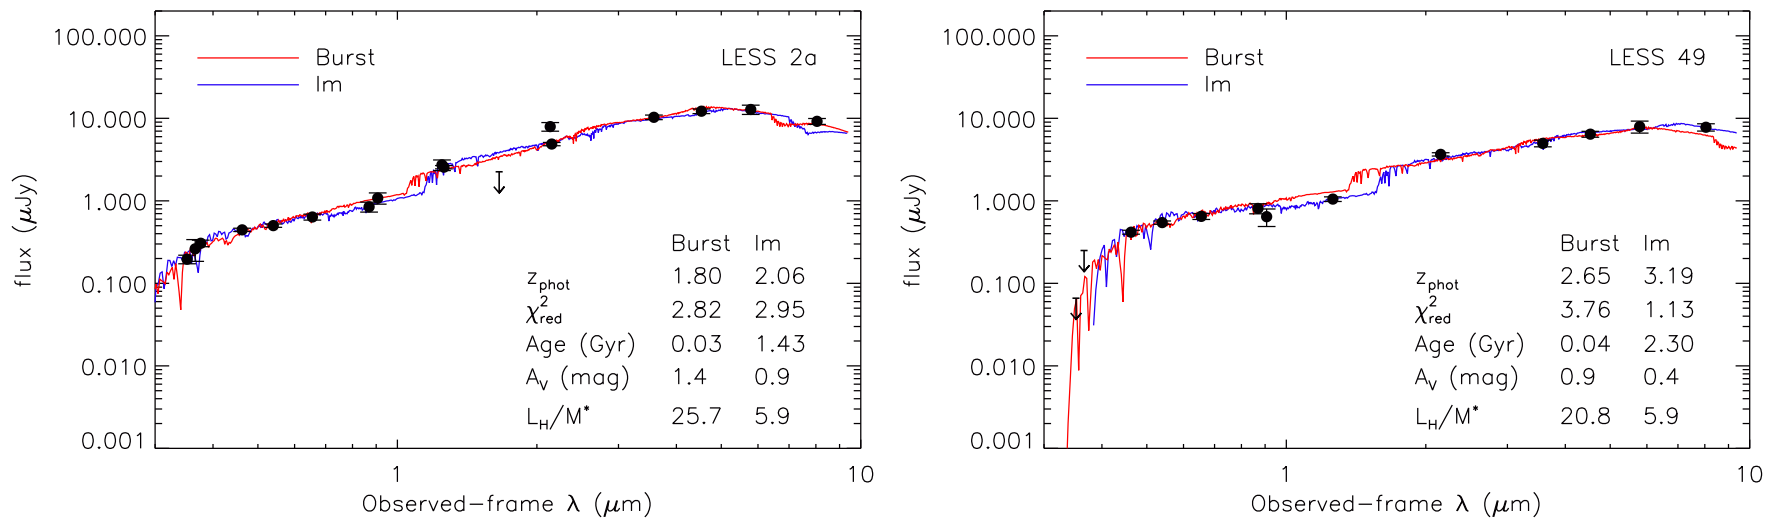 100.000
10.000
1.000
0.100
0.010
0.001
flux (μJy)
Burst
Im
LESS 2a
Burst Im
z_phot 1.80 2.06
χ²_red 2.82 2.95
Age (Gyr) 0.03 1.43
A_V (mag) 1.4 0.9
L_H/M* 25.7 5.9
1 10
Observed-frame λ (μm)
100.000
10.000
1.000
0.100
0.010
0.001
flux (μJy)
Burst
Im
LESS 49
Burst Im
z_phot 2.65 3.19
χ²_red 3.76 1.13
Age (Gyr) 0.04 2.30
A_V (mag) 0.9 0.4
L_H/M* 20.8 5.9
1 10
Observed-frame λ (μm)